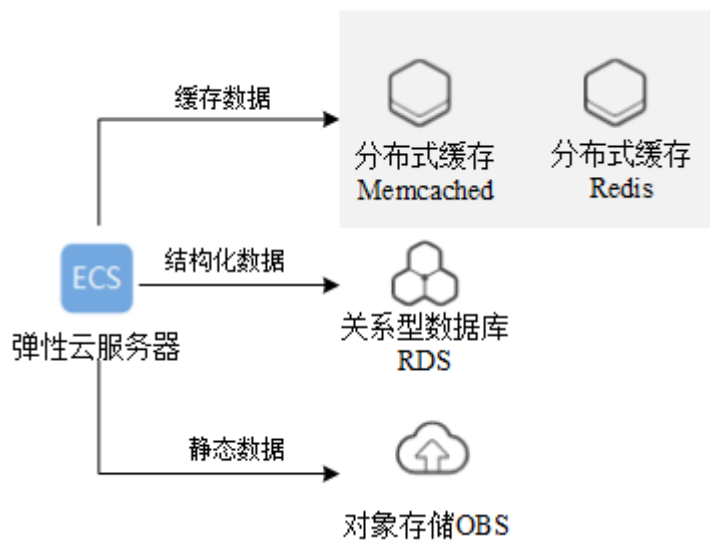 缓存数据
分布式缓存
Memcached
分布式缓存
Redis
ECS
结构化数据
弹性云服务器
关系型数据库
RDS
静态数据
对象存储OBS